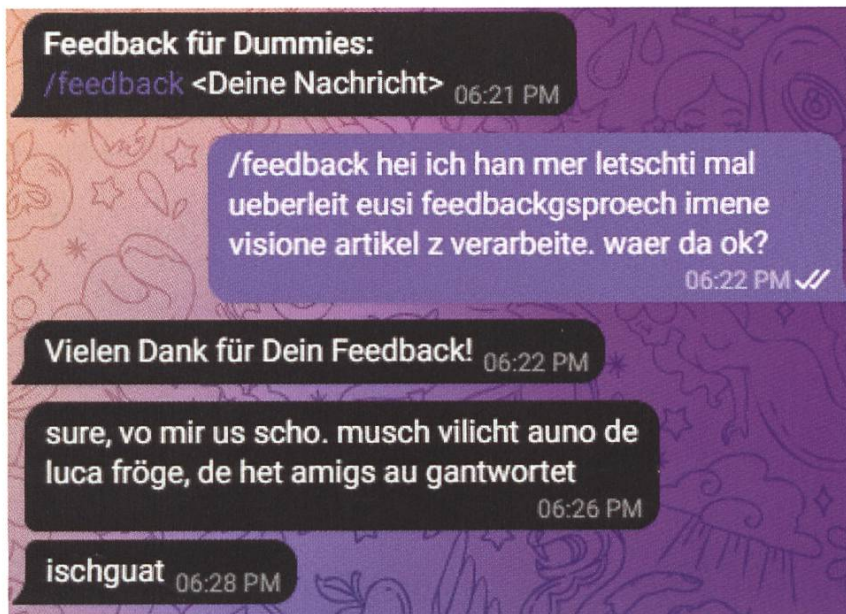 Feedback für Dummies:
/feedback <Deine Nachricht> 06:21 PM
/feedback hei ich han mer letschti mal
ueberleit eusi feedbackgsproech imene
visione artikel z verarbeite. waer da ok?
06:22 PM
Vielen Dank für Dein Feedback! 06:22 PM
sure, vo mir us scho. musch vilicht auno de
luca fröge, de het amigs au gantwortet
06:26 PM
ischguat 06:28 PM